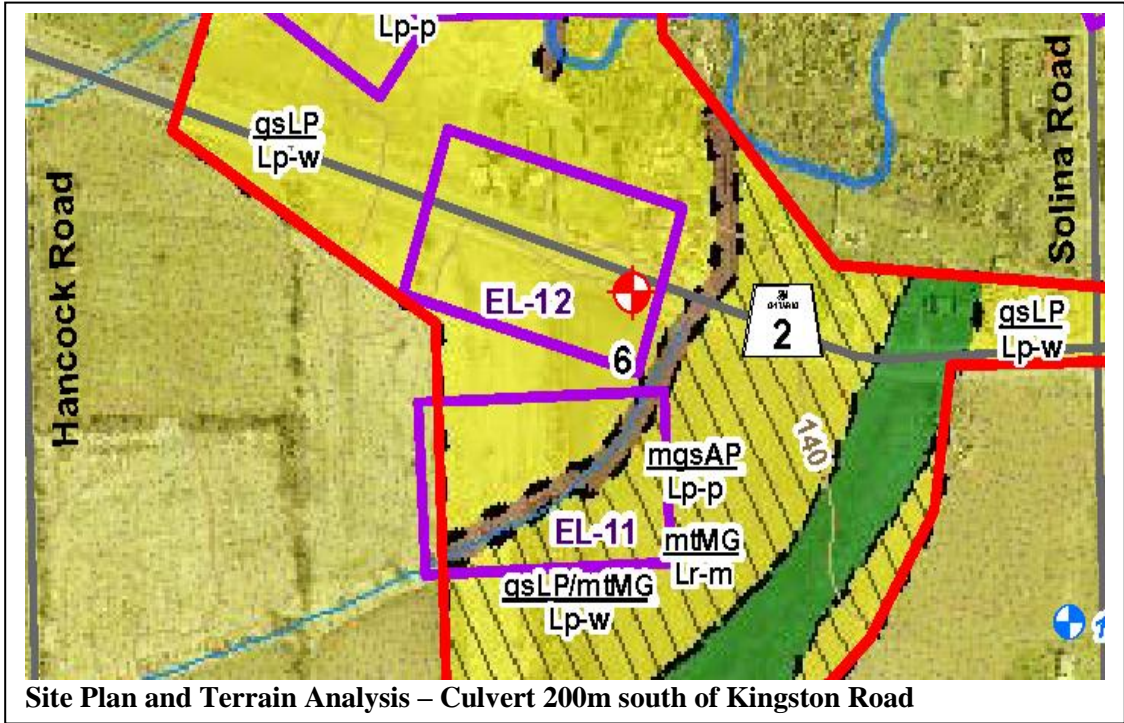 Lp-p
gsLP
Lp-w
Hancock Road
Solina Road
EL-12
ONTARIO
2
gsLP
Lp-w
6
140
mgsAP
Lp-p
EL-11
mtMG
Lr-m
gsLP/mtMG
Lp-w
Site Plan and Terrain Analysis – Culvert 200m south of Kingston Road